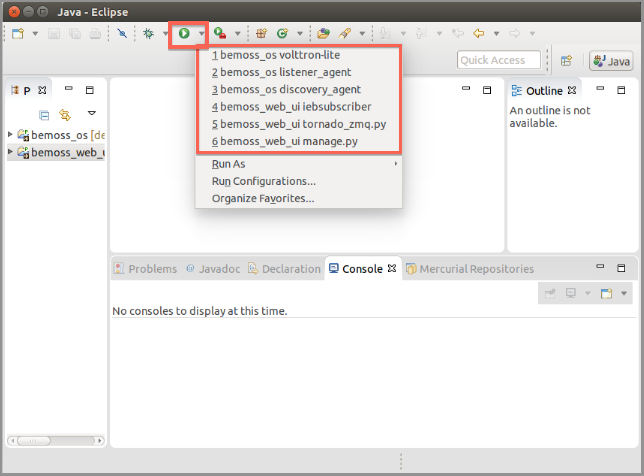 Java - Eclipse
Quick Access
Java
1 bemoss_os volttron-lite
2 bemoss_os listener_agent
3 bemoss_os discovery_agent
4 bemoss_web_ui iebsubscriber
5 bemoss_web_ui tornado_zmq.py
6 bemoss_web_ui manage.py
Run As
Run Configurations...
Organize Favorites...
P
bemoss_os [de
bemoss_web_u
Outline
An outline is not
available.
Problems
Javadoc
Declaration
Console
Mercurial Repositories
No consoles to display at this time.